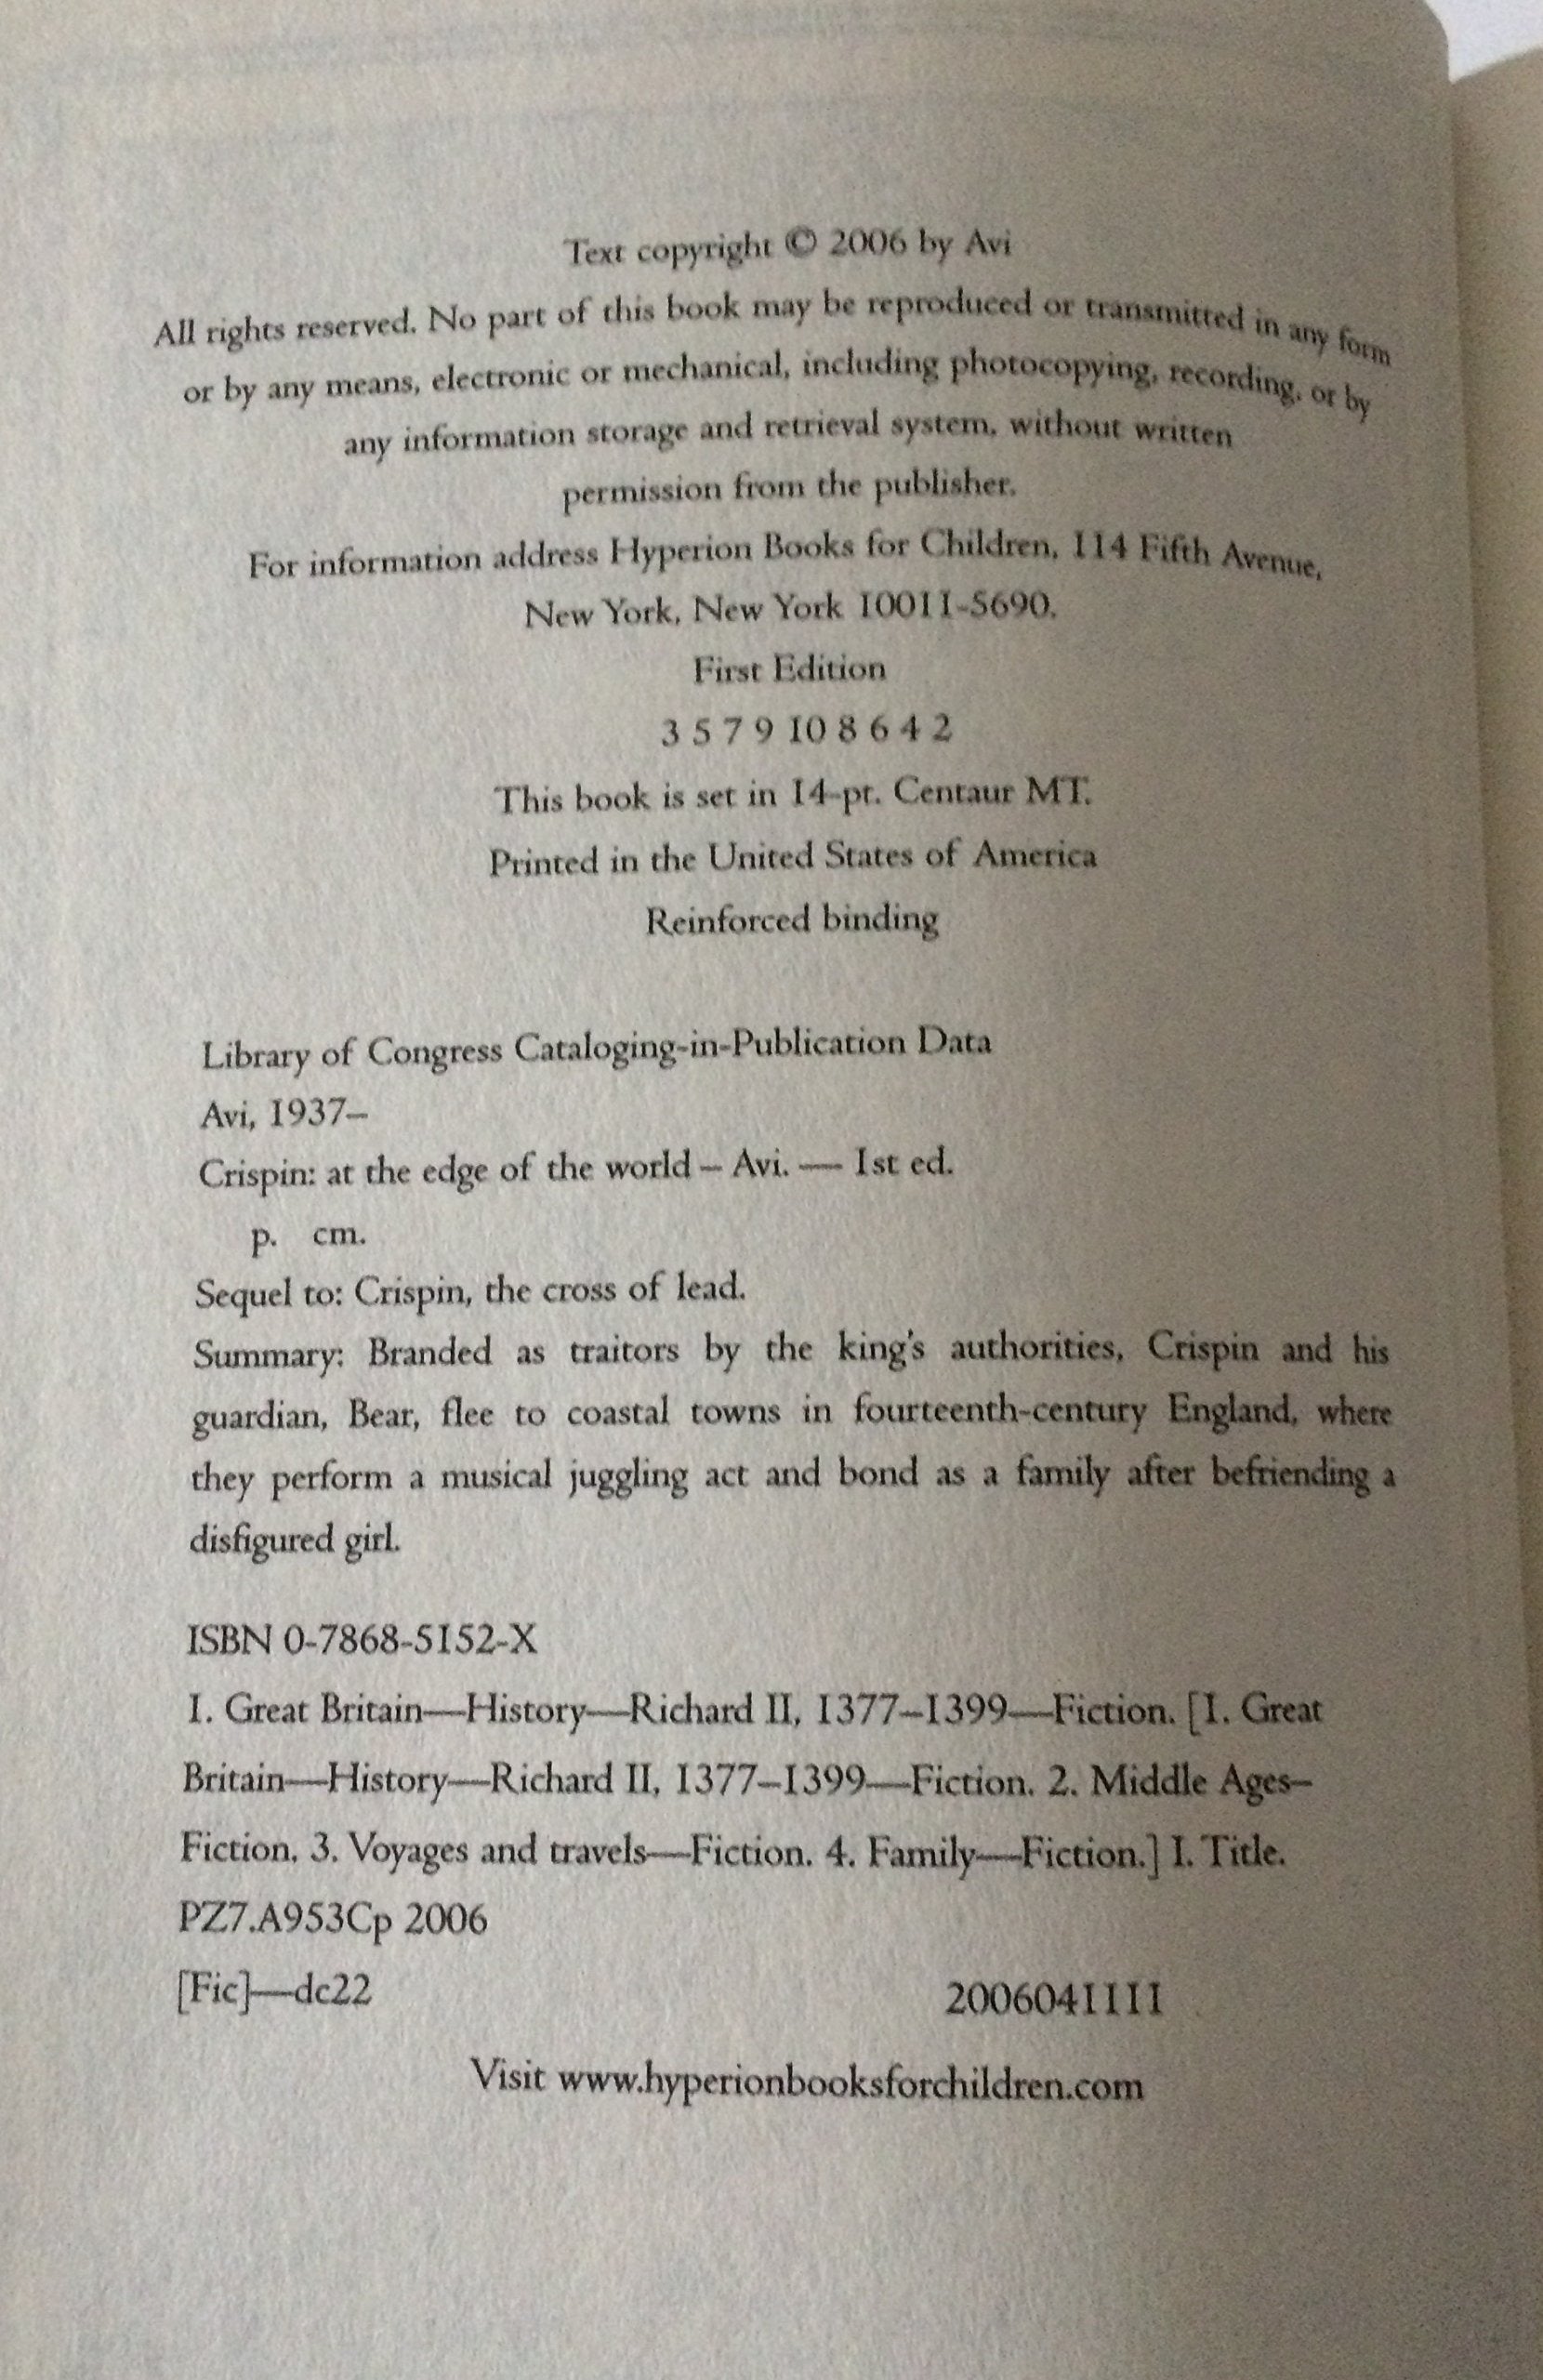 Text copyright © 2006 by Avi
All rights reserved. No part of this book may be reproduced or transmitted in any form
or by any means, electronic or mechanical, including photocopying, recording, or by
any information storage and retrieval system, without written
permission from the publisher.
For information address Hyperion Books for Children, 114 Fifth Avenue,
New York, New York 10011-5690.
First Edition
3 5 7 9 10 8 6 4 2
This book is set in 14-pt. Centaur MT.
Printed in the United States of America
Reinforced binding
Library of Congress Cataloging-in-Publication Data
Avi, 1937–
Crispin: at the edge of the world – Avi. — 1st ed.
p. cm.
Sequel to: Crispin, the cross of lead.
Summary: Branded as traitors by the king's authorities, Crispin and his
guardian, Bear, flee to coastal towns in fourteenth-century England, where
they perform a musical juggling act and bond as a family after befriending a
disfigured girl.
ISBN 0-7868-5152-X
1. Great Britain—History—Richard II, 1377–1399—Fiction. [1. Great
Britain—History—Richard II, 1377–1399—Fiction. 2. Middle Ages–
Fiction. 3. Voyages and travels—Fiction. 4. Family—Fiction.] I. Title.
PZ7.A953Cp 2006
[Fic]—dc22 2006041111
Visit www.hyperionbooksforchildren.com